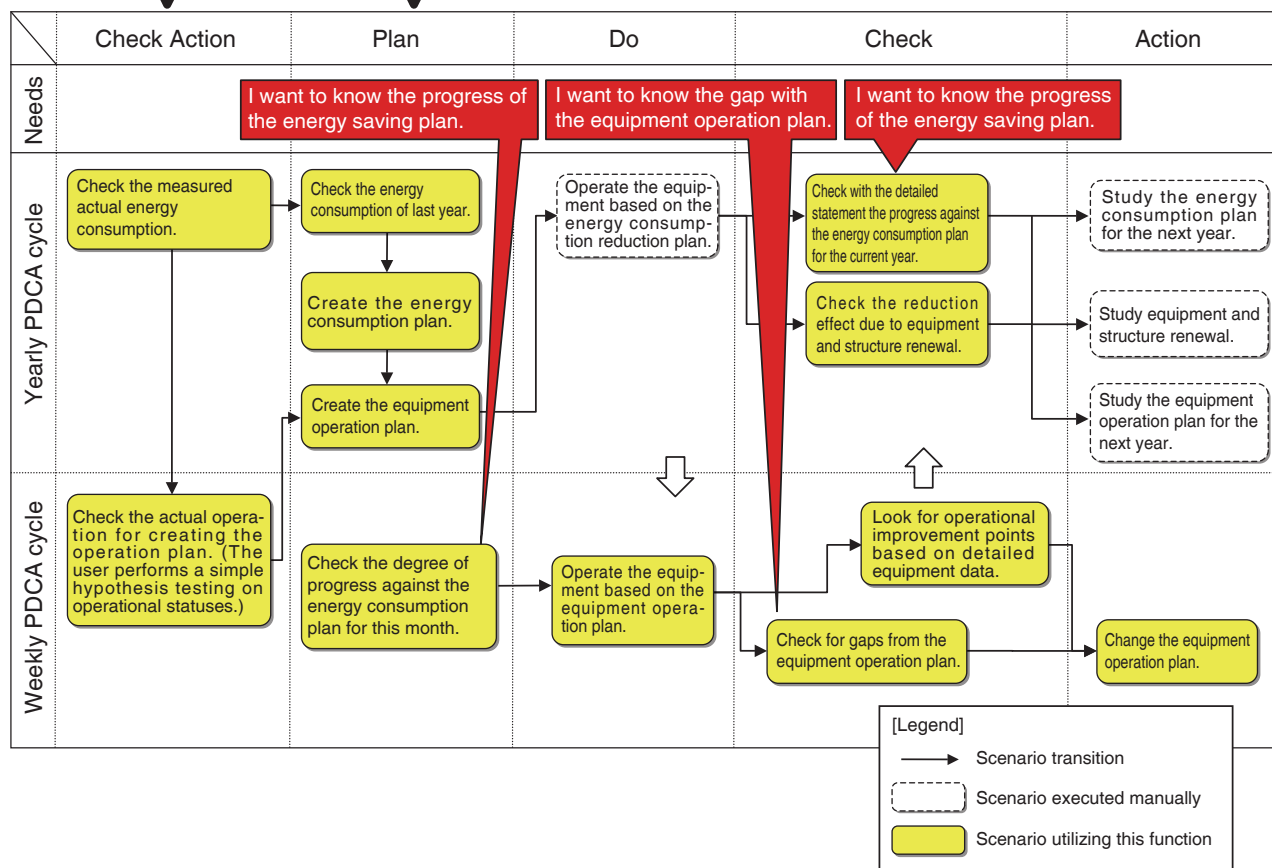 Check Action
Plan
Do
Check
Action
Needs
I want to know the progress of
the energy saving plan.
I want to know the gap with
the equipment operation plan.
I want to know the progress
of the energy saving plan.
Yearly PDCA cycle
Check the measured
actual energy
consumption.
Check the energy
consumption of last year.
Create the energy
consumption plan.
Create the equipment
operation plan.
Operate the equip-
ment based on the
energy consump-
tion reduction plan.
Check with the detailed
statement the progress against
the energy consumption plan
for the current year.
Check the reduction
effect due to equipment
and structure renewal.
Study the energy
consumption plan
for the next year.
Study equipment and
structure renewal.
Study the equipment
operation plan for the
next year.
Weekly PDCA cycle
Check the actual opera-
tion for creating the
operation plan. (The
user performs a simple
hypothesis testing on
operational statuses.)
Check the degree of
progress against the
energy consumption
plan for this month.
Operate the equip-
ment based on the
equipment opera-
tion plan.
Look for operational
improvement points
based on detailed
equipment data.
Check for gaps from the
equipment operation plan.
Change the equipment
operation plan.
[Legend]
Scenario transition
Scenario executed manually
Scenario utilizing this function